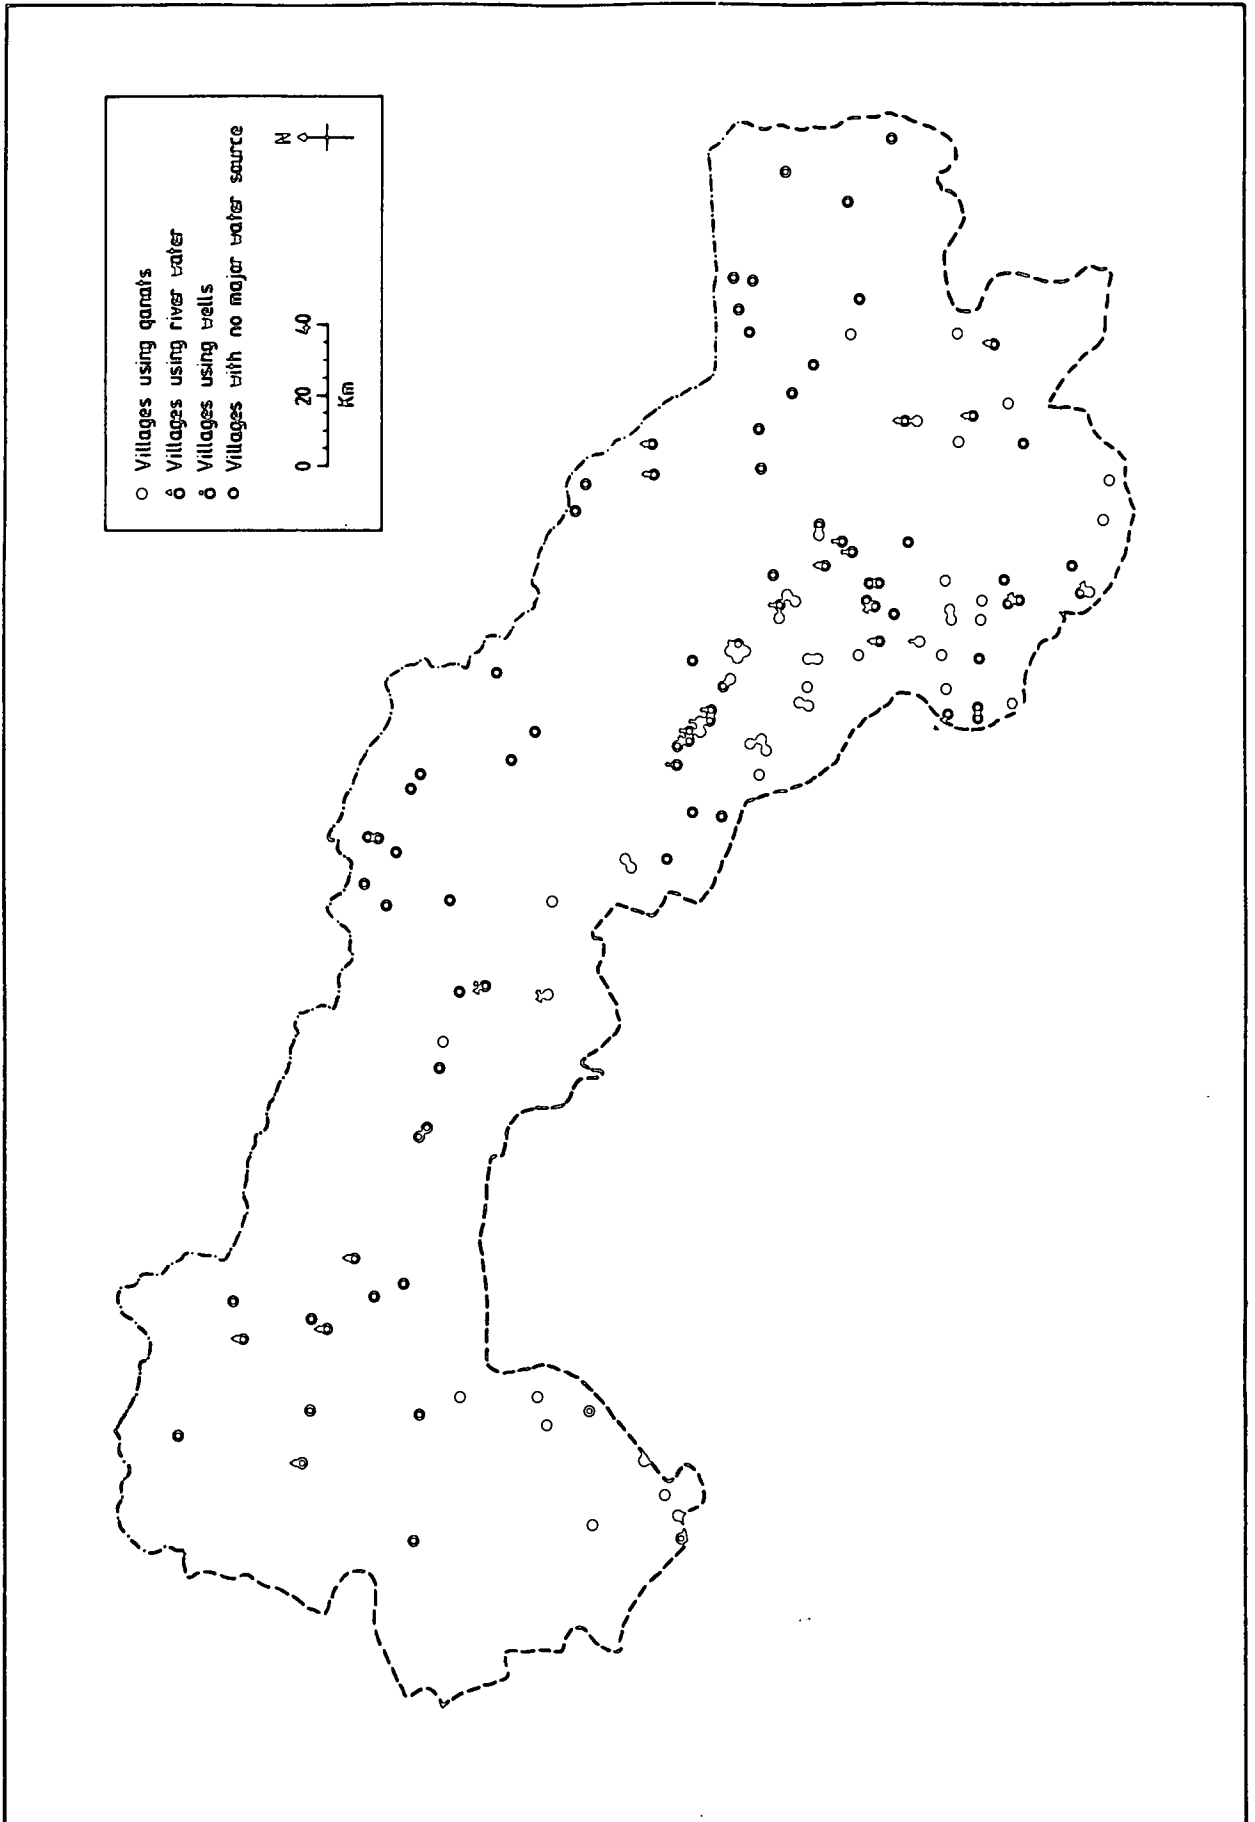 Villages using qanats
Villages using river water
Villages using wells
Villages with no major water source
0 20 40
Km
N